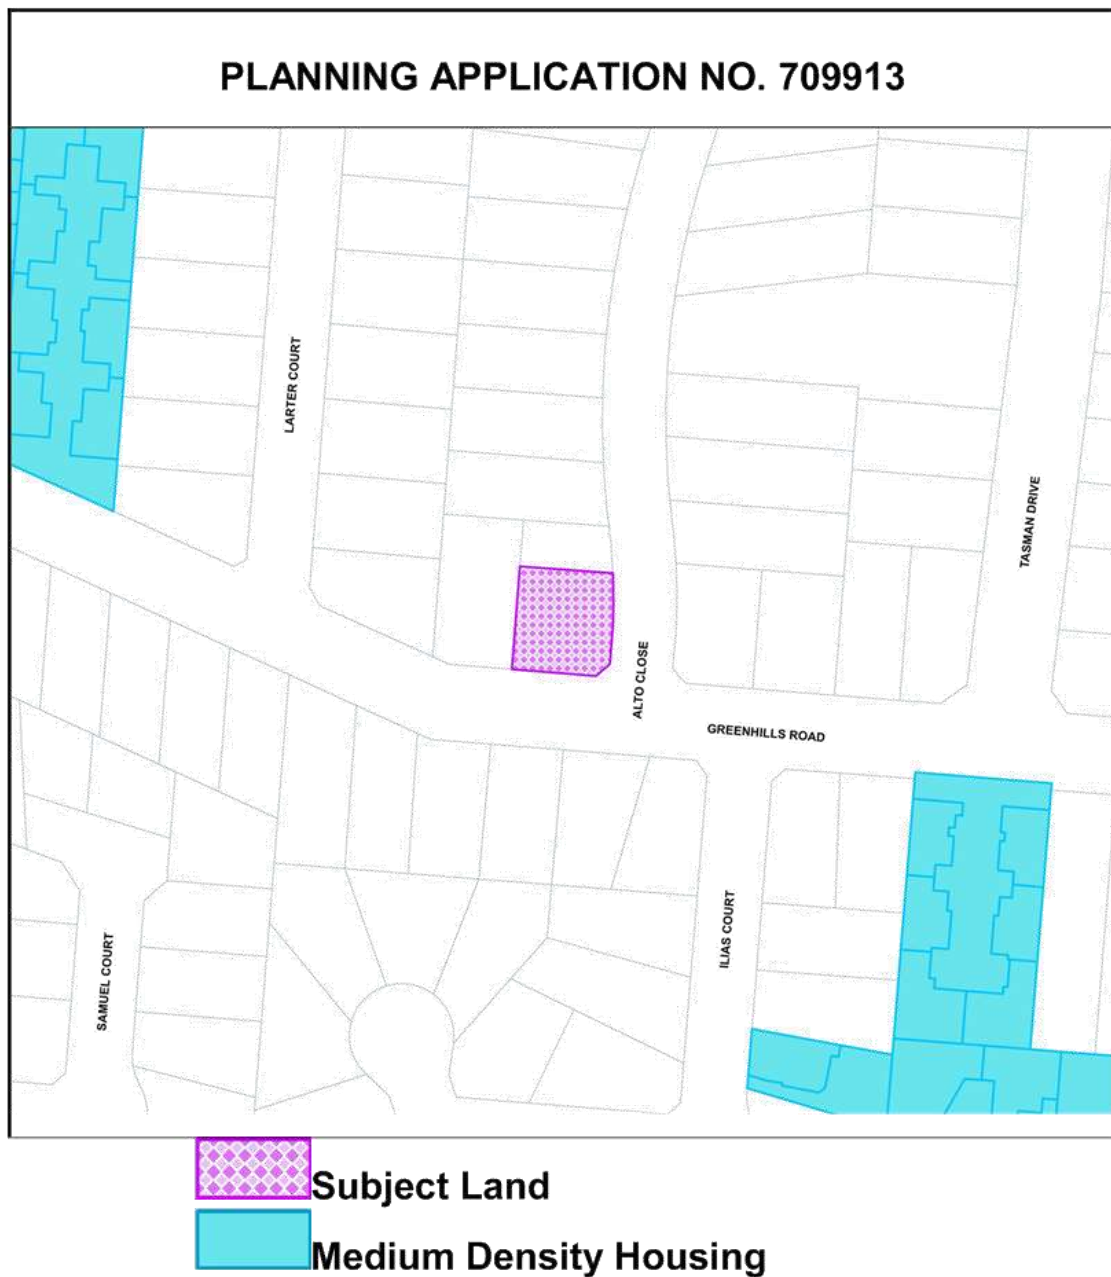 PLANNING APPLICATION NO. 709913
LARTER COURT
TASMAN DRIVE
ALTO CLOSE
GREENHILLS ROAD
ILIAS COURT
SAMUEL COURT
Subject Land
Medium Density Housing